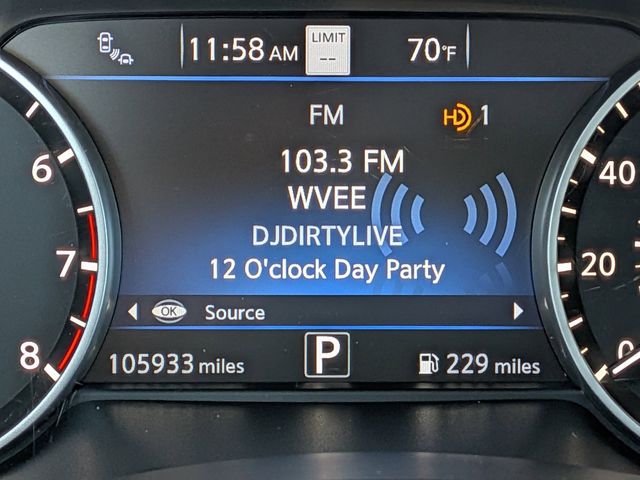 11:58 AM
LIMIT
--
70°F
FM
HD 1
103.3 FM
WVEE
DJDIRTYLIVE
12 O'clock Day Party
OK Source
105933 miles
P
229 miles
6
7
8
40
20
0